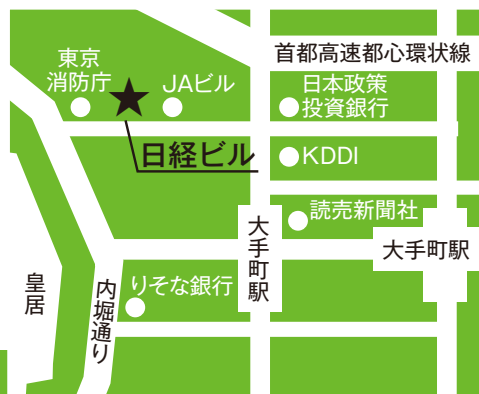 首都高速都心環状線
東京
消防庁
JAビル
日本政策
投資銀行
日経ビル
KDDI
読売新聞社
大手町駅
大手町駅
皇居
内堀通り
りそな銀行